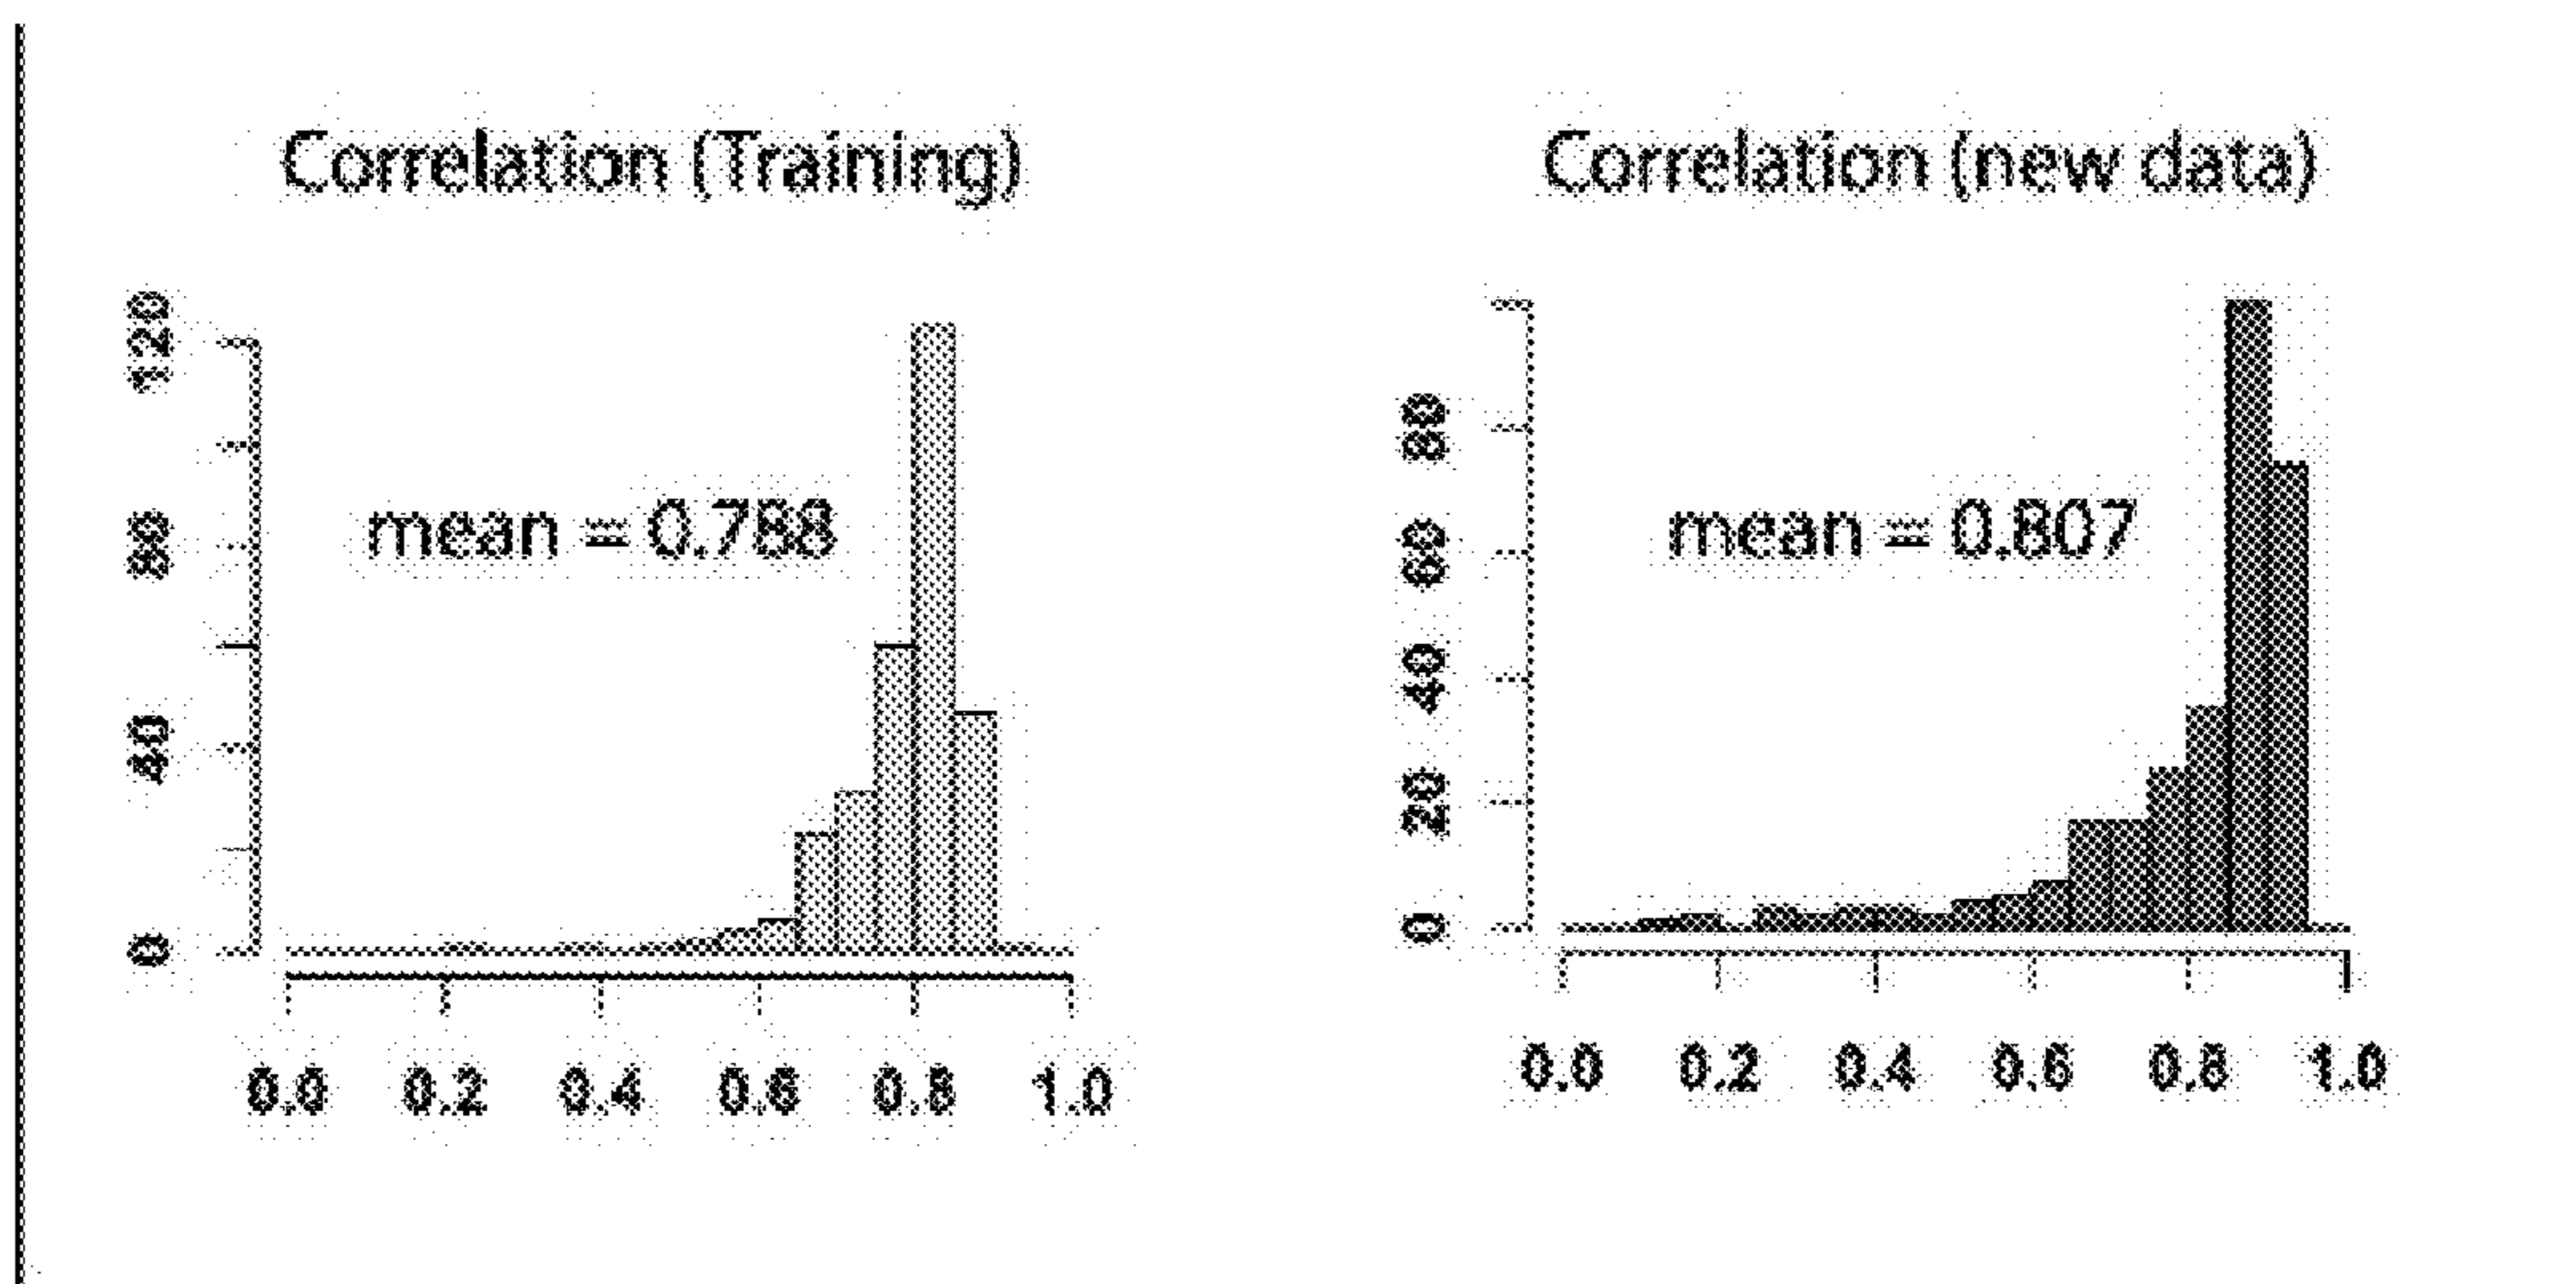 Correlation (Training)
120
80
40
0
mean = 0.788
0.0 0.2 0.4 0.6 0.8 1.0
Correlation (new data)
80
60
40
20
0
mean = 0.807
0.0 0.2 0.4 0.6 0.8 1.0